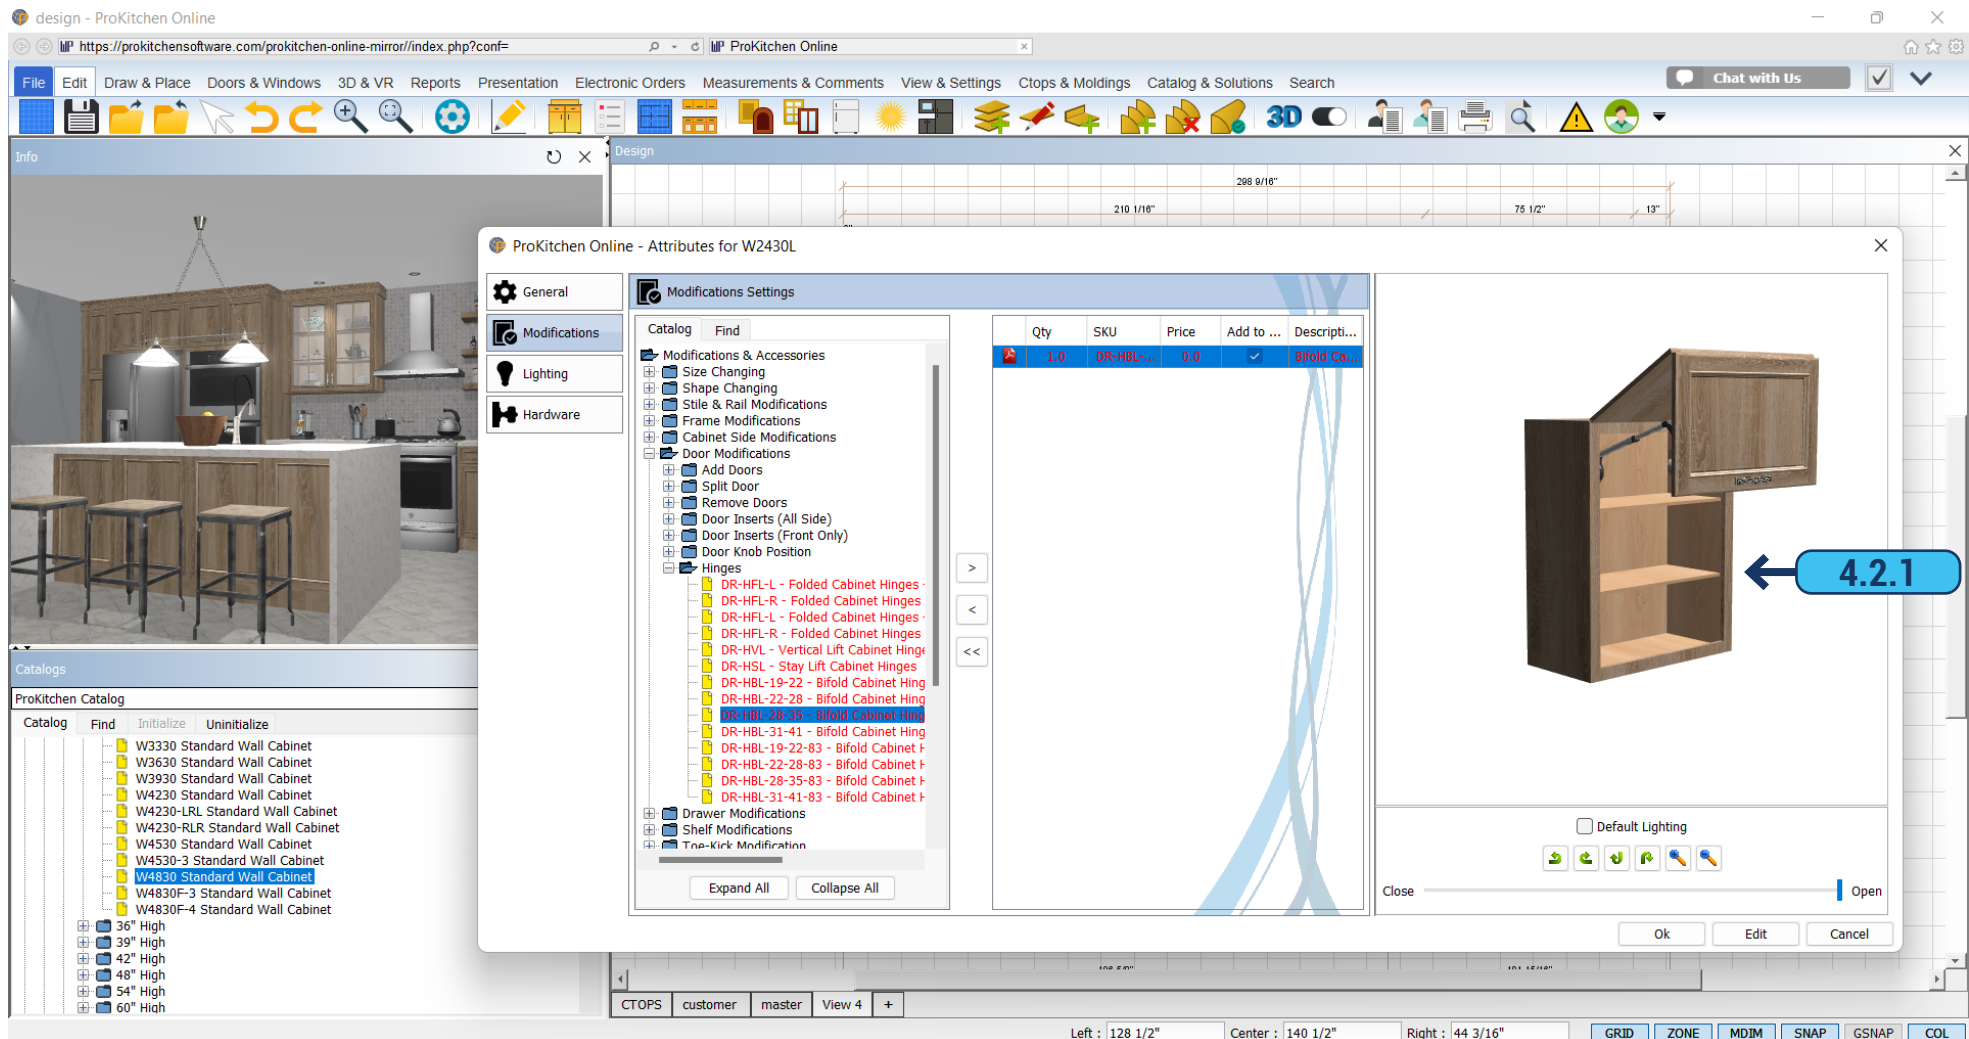 design - ProKitchen Online
https://prokitchensoftware.com/prokitchen-online-mirror//index.php?conf=
ProKitchen Online
File Edit Draw & Place Doors & Windows 3D & VR Reports Presentation Electronic Orders Measurements & Comments View & Settings Ctops & Moldings Catalog & Solutions Search
Chat with Us
3D
Info
Design
298 9/16"
210 1/16"
75 1/2"
13"
ProKitchen Online - Attributes for W2430L
General
Modifications
Lighting
Hardware
Modifications Settings
Catalog Find
Modifications & Accessories
Size Changing
Shape Changing
Stile & Rail Modifications
Frame Modifications
Cabinet Side Modifications
Door Modifications
Add Doors
Split Door
Remove Doors
Door Inserts (All Side)
Door Inserts (Front Only)
Door Knob Position
Hinges
DR-HFL-L - Folded Cabinet Hinges -
DR-HFL-R - Folded Cabinet Hinges
DR-HFL-L - Folded Cabinet Hinges -
DR-HFL-R - Folded Cabinet Hinges
DR-HVL - Vertical Lift Cabinet Hinge
DR-HSL - Stay Lift Cabinet Hinges
DR-HBL-19-22 - Bifold Cabinet Hing
DR-HBL-22-28 - Bifold Cabinet Hing
DR-HBL-28-35 - Bifold Cabinet Hing
DR-HBL-31-41 - Bifold Cabinet Hing
DR-HBL-19-22-83 - Bifold Cabinet H
DR-HBL-22-28-83 - Bifold Cabinet H
DR-HBL-28-35-83 - Bifold Cabinet H
DR-HBL-31-41-83 - Bifold Cabinet H
Drawer Modifications
Shelf Modifications
Toe-Kick Modification
Expand All Collapse All
>
<
<<
Qty SKU Price Add to ... Descripti...
1.0 DR-HBL-... 0.0 Bifold Ca...
4.2.1
Default Lighting
Close Open
Ok Edit Cancel
Catalogs
ProKitchen Catalog
Catalog Find Initialize Uninitialize
W3330 Standard Wall Cabinet
W3630 Standard Wall Cabinet
W3930 Standard Wall Cabinet
W4230 Standard Wall Cabinet
W4230-LRL Standard Wall Cabinet
W4230-RLR Standard Wall Cabinet
W4530 Standard Wall Cabinet
W4530-3 Standard Wall Cabinet
W4830 Standard Wall Cabinet
W4830F-3 Standard Wall Cabinet
W4830F-4 Standard Wall Cabinet
36" High
39" High
42" High
48" High
54" High
60" High
CTOPS customer master View 4 +
Left : 128 1/2" Center : 140 1/2" Right : 44 3/16" GRID ZONE MDIM SNAP GSNAP COL